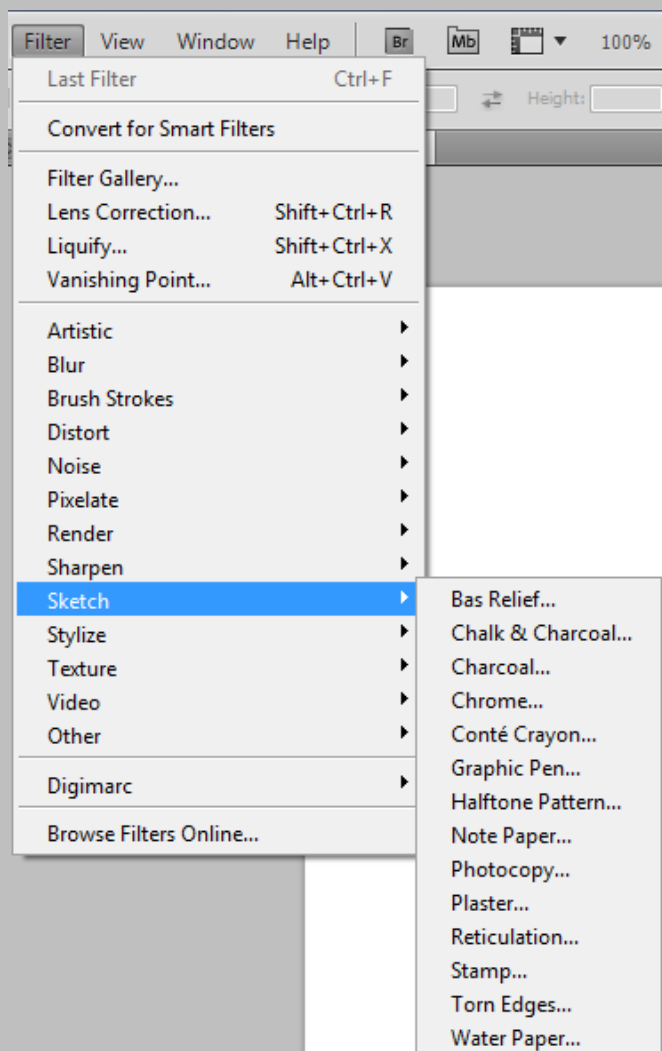 Filter View Window Help Br Mb 100%
Last Filter Ctrl+F
Height:
Convert for Smart Filters
Filter Gallery...
Lens Correction... Shift+Ctrl+R
Liquify... Shift+Ctrl+X
Vanishing Point... Alt+Ctrl+V
Artistic
Blur
Brush Strokes
Distort
Noise
Pixelate
Render
Sharpen
Sketch
Stylize
Texture
Video
Other
Digimarc
Browse Filters Online...
Bas Relief...
Chalk & Charcoal...
Charcoal...
Chrome...
Conté Crayon...
Graphic Pen...
Halftone Pattern...
Note Paper...
Photocopy...
Plaster...
Reticulation...
Stamp...
Torn Edges...
Water Paper...